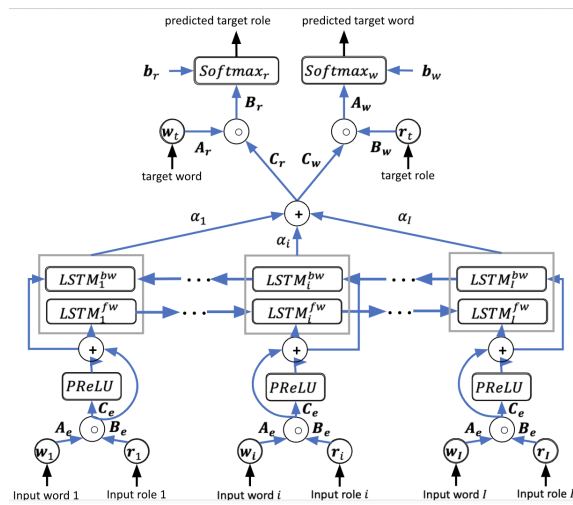 predicted target role predicted target word
b_r Softmax_r Softmax_w b_w
B_r A_w
w_t A_r ○ ○ B_w r_t
target word C_r C_w target role
+
α_1 α_i α_I
LSTM_1^{bw} ... LSTM_i^{bw} ... LSTM_I^{bw}
LSTM_1^{fw} ... LSTM_i^{fw} ... LSTM_I^{fw}
+ + +
PReLU PReLU PReLU
C_e C_e C_e
A_e ○ B_e A_e ○ B_e A_e ○ B_e
w_1 r_1 w_i r_i w_I r_I
Input word 1 Input role 1 Input word i Input role i Input word I Input role I